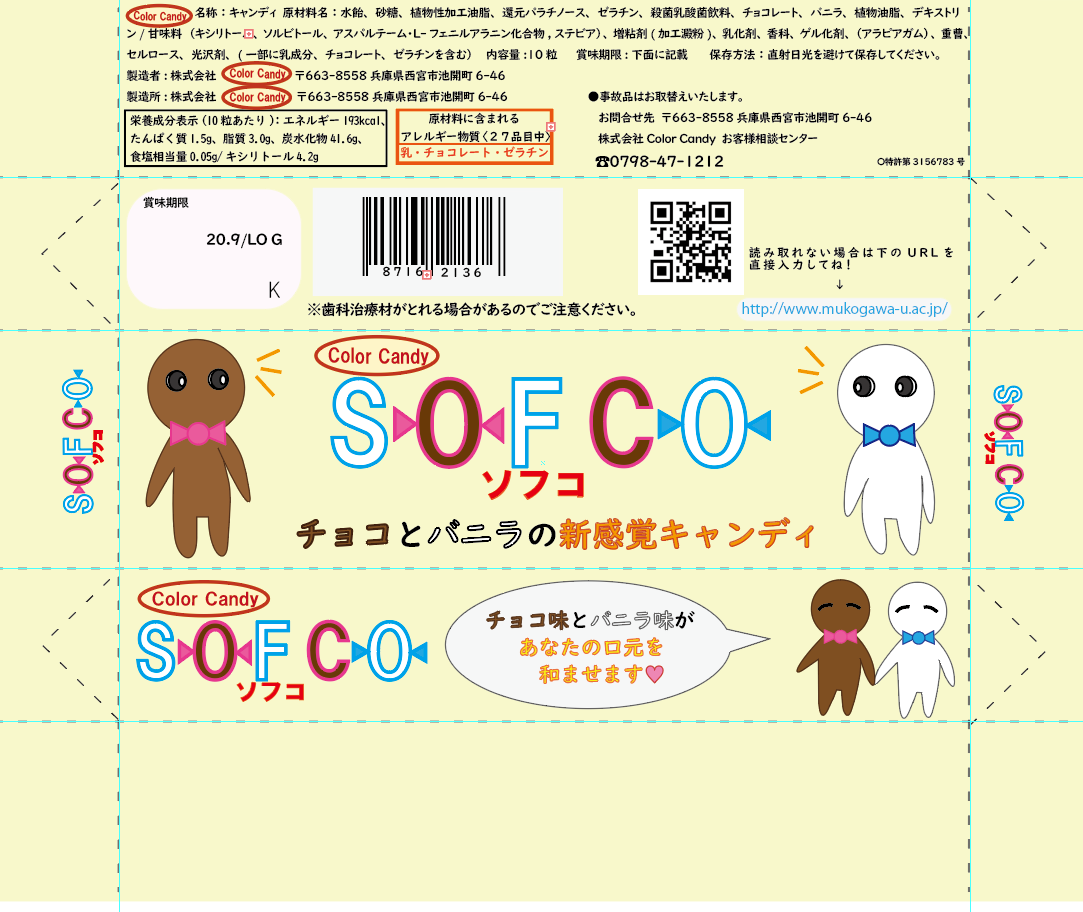 Color Candy 名称：キャンディ 原材料名：水飴、砂糖、植物性加工油脂、還元パラチノース、ゼラチン、殺菌乳酸菌飲料、チョコレート、バニラ、植物油脂、デキストリ
ン / 甘味料（キシリトー、ソルビトール、アスパルテーム・L-フェニルアラニン化合物，ステビア）、増粘剤 ( 加工澱粉 )、乳化剤、香料、ゲル化剤、（アラビアガム）、重曹、
セルロース、光沢剤、( 一部に乳成分、チョコレート、ゼラチンを含む） 内容量：10 粒 賞味期限：下面に記載 保存方法：直射日光を避けて保存してください。
製造者：株式会社 Color Candy 〒663-8558 兵庫県西宮市池開町 6-46
製造所：株式会社 Color Candy 〒663-8558 兵庫県西宮市池開町 6-46
栄養成分表示 (10 粒あたり )：エネルギー 193kcal、
たんぱく質 1.5g、脂質 3.0g、炭水化物 41.6g、
食塩相当量 0.05g/ キシリトール 4.2g
原材料に含まれる
アレルギー物質〈２７品目中〉
乳・チョコレート・ゼラチン
●事故品はお取替えいたします。
お問合せ先 〒663-8558 兵庫県西宮市池開町 6-46
株式会社 Color Candy お客様相談センター
☎0798-47-1212
○特許第 3156783 号
賞味期限
20.9/LO G
K
8716 2136
※歯科治療材がとれる場合があるのでご注意ください。
読み取れない場合は下の URL を
直接入力してね！
↓
http://www.mukogawa-u.ac.jp/
SOFCO
ソフコ
Color Candy
SOFCO
ソフコ
チョコとバニラの新感覚キャンディ
SOFCO
ソフコ
Color Candy
SOFCO
ソフコ
チョコ味とバニラ味が
あなたの口元を
和ませます♥